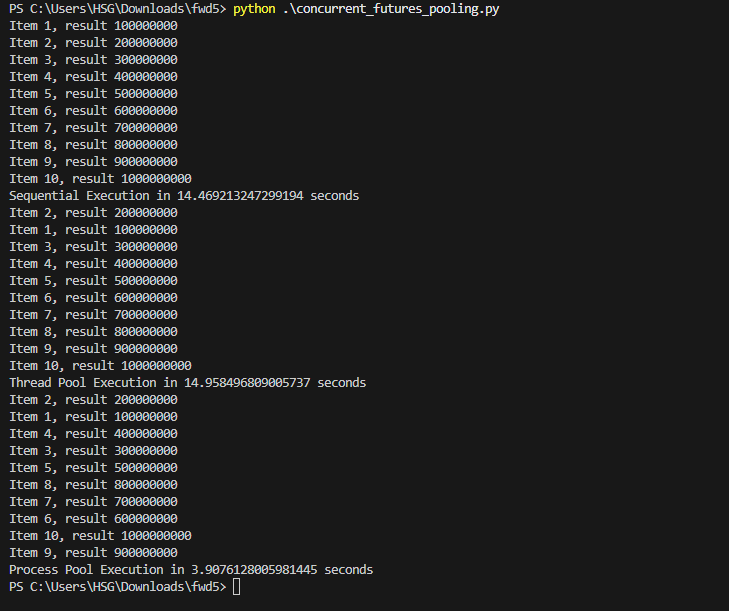 PS C:\Users\HSG\Downloads\fwd5> python .\concurrent_futures_pooling.py
Item 1, result 100000000
Item 2, result 200000000
Item 3, result 300000000
Item 4, result 400000000
Item 5, result 500000000
Item 6, result 600000000
Item 7, result 700000000
Item 8, result 800000000
Item 9, result 900000000
Item 10, result 1000000000
Sequential Execution in 14.469213247299194 seconds
Item 2, result 200000000
Item 1, result 100000000
Item 3, result 300000000
Item 4, result 400000000
Item 5, result 500000000
Item 6, result 600000000
Item 7, result 700000000
Item 8, result 800000000
Item 9, result 900000000
Item 10, result 1000000000
Thread Pool Execution in 14.958496809005737 seconds
Item 2, result 200000000
Item 1, result 100000000
Item 4, result 400000000
Item 3, result 300000000
Item 5, result 500000000
Item 8, result 800000000
Item 7, result 700000000
Item 6, result 600000000
Item 10, result 1000000000
Item 9, result 900000000
Process Pool Execution in 3.9076128005981445 seconds
PS C:\Users\HSG\Downloads\fwd5>